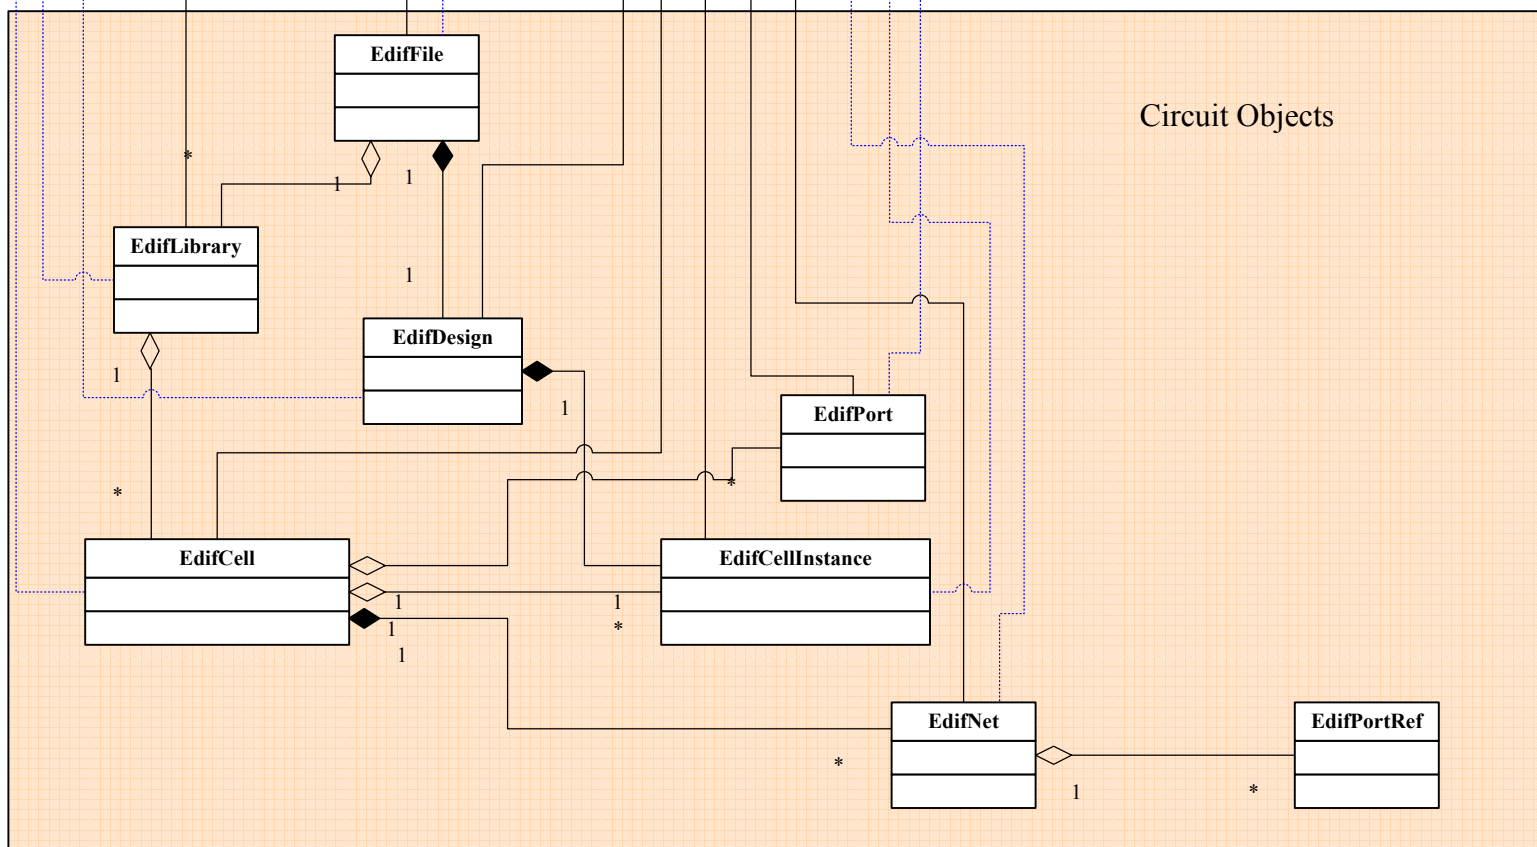 EdifFile
Circuit Objects
*
1
1
EdifLibrary
1
EdifDesign
1
1
EdifPort
*
*
EdifCell
EdifCellInstance
1
1
1
*
1
EdifNet
EdifPortRef
*
1
*